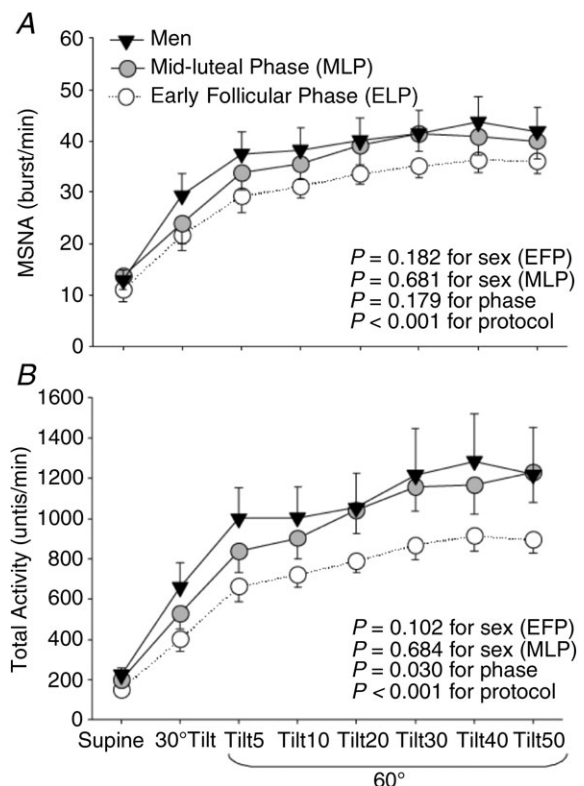 A
60
Men
Mid-luteal Phase (MLP)
50
Early Follicular Phase (ELP)
40
30
20
10
0
MSNA (burst/min)
P = 0.182 for sex (EFP)
P = 0.681 for sex (MLP)
P = 0.179 for phase
P < 0.001 for protocol
B
1600
1400
1200
1000
800
600
400
200
0
Total Activity (untis/min)
P = 0.102 for sex (EFP)
P = 0.684 for sex (MLP)
P = 0.030 for phase
P < 0.001 for protocol
Supine 30°Tilt Tilt5 Tilt10 Tilt20 Tilt30 Tilt40 Tilt50
60°